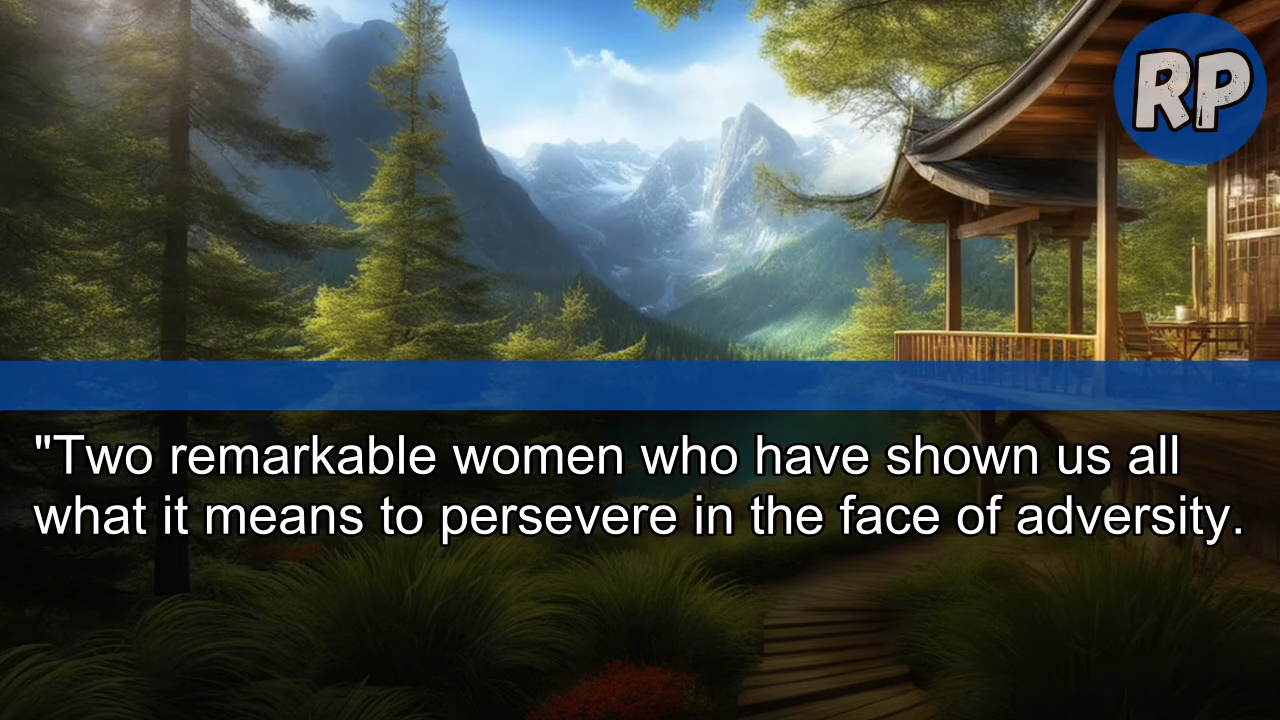 RP
"Two remarkable women who have shown us all
what it means to persevere in the face of adversity.